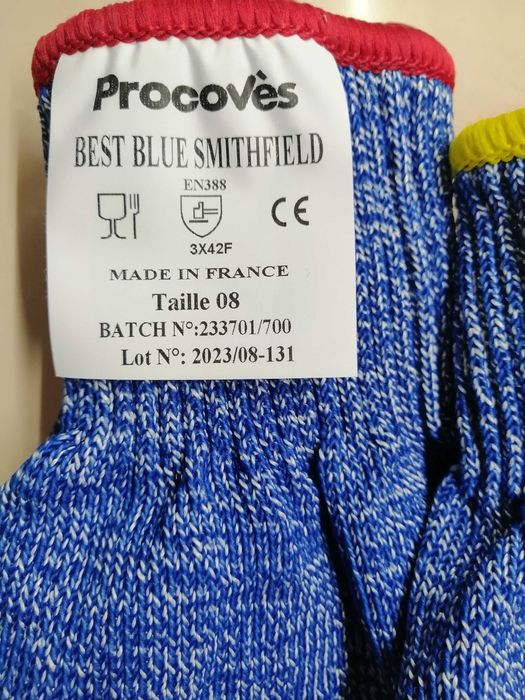 Procovès
BEST BLUE SMITHFIELD
EN388
CE
3X42F
MADE IN FRANCE
Taille 08
BATCH N°:233701/700
Lot N°: 2023/08-131